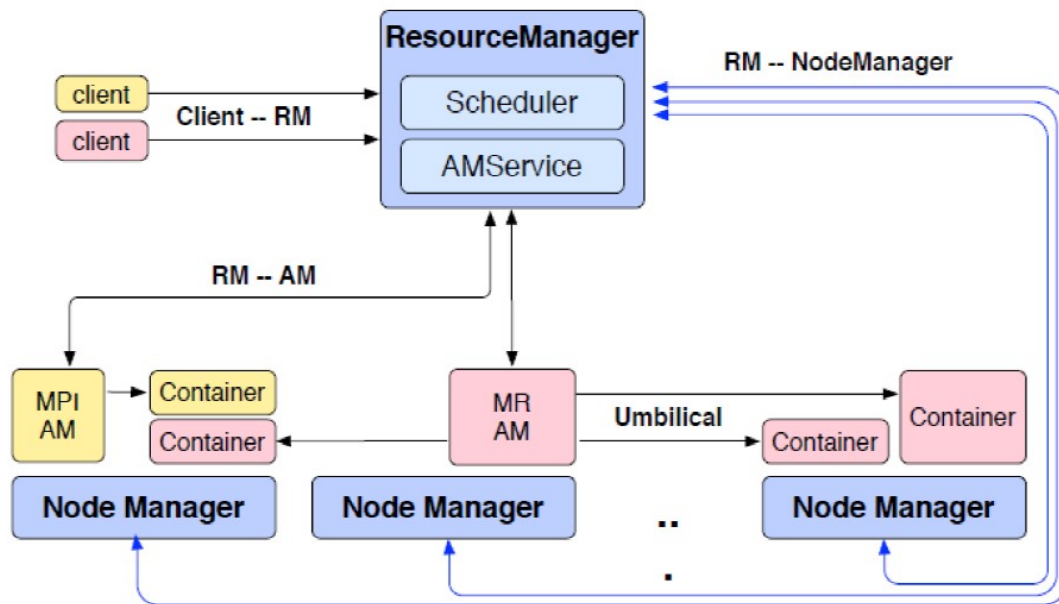 ResourceManager
RM -- NodeManager
client
Scheduler
Client -- RM
client
AMService
RM -- AM
MPI
AM
Container
Container
MR
AM
Umbilical
Container
Container
Node Manager
Node Manager
..
.
Node Manager